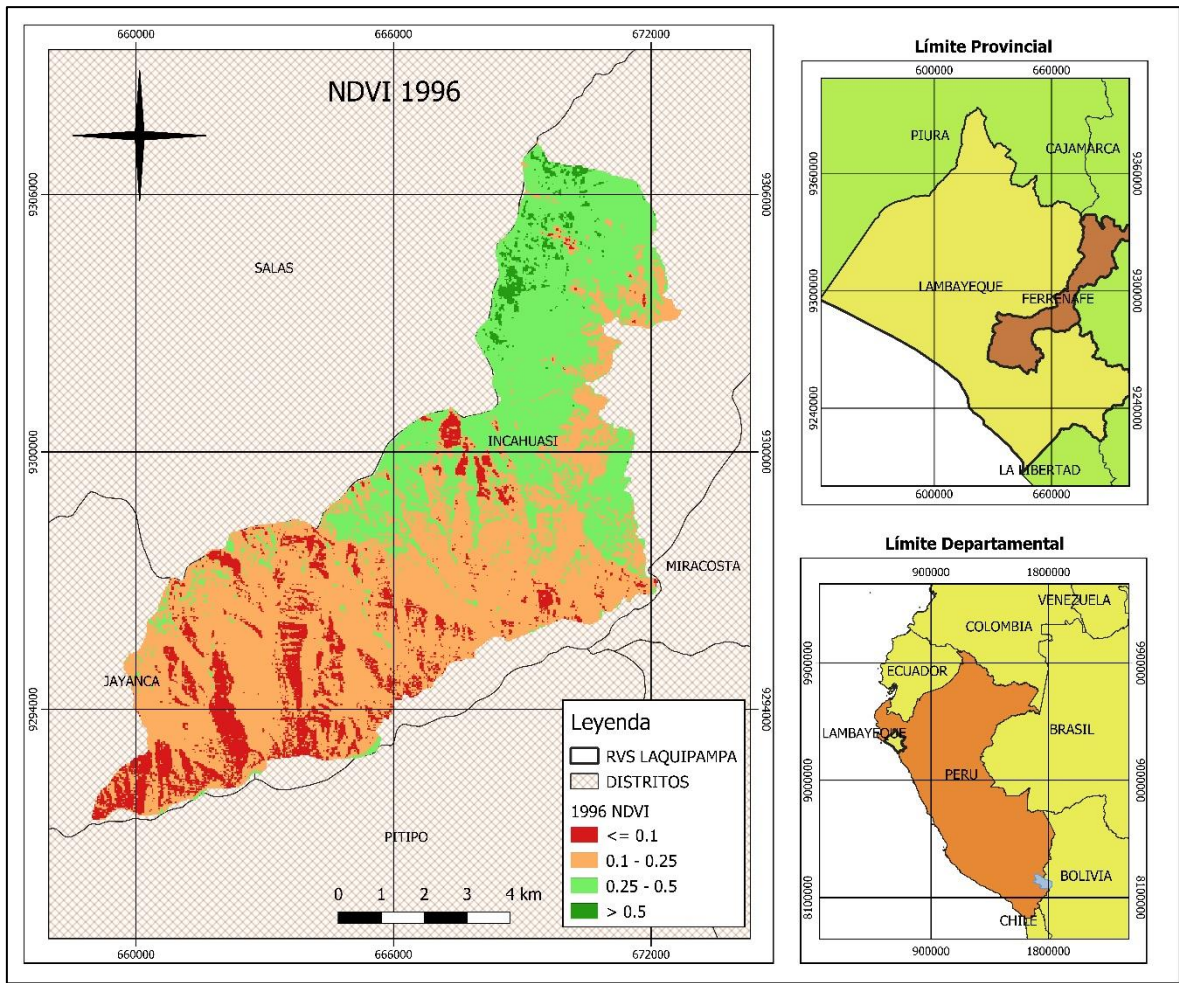 660000
666000
672000
NDVI 1996
9306000
9306000
SALAS
INCAHUASI
9300000
9300000
MIRACOSTA
JAYANCA
9294000
9294000
PITIPO
0 1 2 3 4 km
Leyenda
RVS LAQUIPAMPA
DISTRITOS
1996 NDVI
<= 0.1
0.1 - 0.25
0.25 - 0.5
> 0.5
660000
666000
672000
Límite Provincial
600000
660000
PIURA
CAJAMARCA
9360000
9360000
LAMBAYEQUE
FERREÑAFE
9300000
9300000
9240000
9240000
LA LIBERTAD
600000
660000
Límite Departamental
900000
1800000
VENEZUELA
COLOMBIA
ECUADOR
9900000
9900000
LAMBAYEQUE
BRASIL
PERU
9000000
9000000
BOLIVIA
8100000
8100000
CHILE
900000
1800000